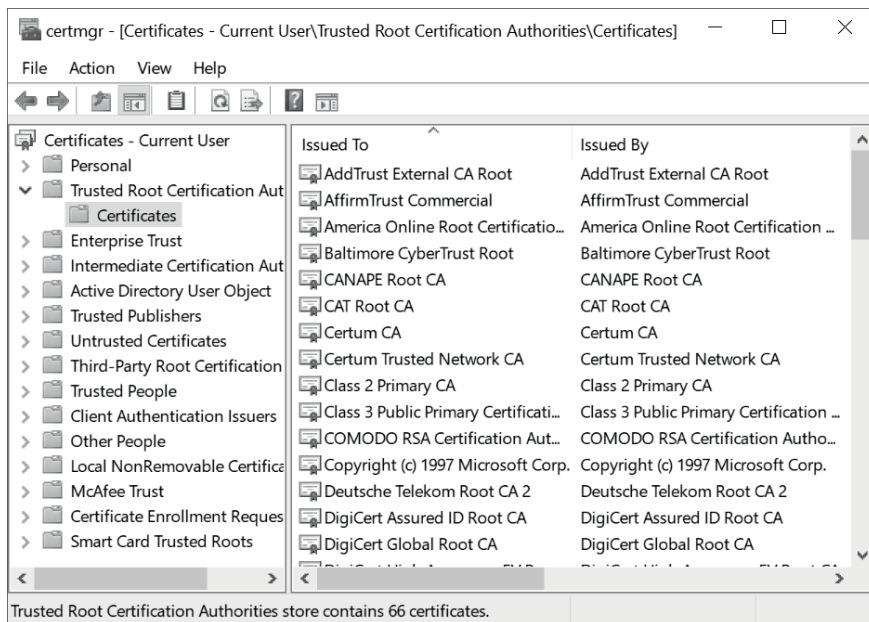 certmgr - [Certificates - Current User\Trusted Root Certification Authorities\Certificates]
File Action View Help
Certificates - Current User
Personal
Trusted Root Certification Aut
Certificates
Enterprise Trust
Intermediate Certification Aut
Active Directory User Object
Trusted Publishers
Untrusted Certificates
Third-Party Root Certification
Trusted People
Client Authentication Issuers
Other People
Local NonRemovable Certifica
McAfee Trust
Certificate Enrollment Reques
Smart Card Trusted Roots
Issued To Issued By
AddTrust External CA Root AddTrust External CA Root
AffirmTrust Commercial AffirmTrust Commercial
America Online Root Certificatio... America Online Root Certification ...
Baltimore CyberTrust Root Baltimore CyberTrust Root
CANAPE Root CA CANAPE Root CA
CAT Root CA CAT Root CA
Certum CA Certum CA
Certum Trusted Network CA Certum Trusted Network CA
Class 2 Primary CA Class 2 Primary CA
Class 3 Public Primary Certificati... Class 3 Public Primary Certification ...
COMODO RSA Certification Aut... COMODO RSA Certification Autho...
Copyright (c) 1997 Microsoft Corp. Copyright (c) 1997 Microsoft Corp.
Deutsche Telekom Root CA 2 Deutsche Telekom Root CA 2
DigiCert Assured ID Root CA DigiCert Assured ID Root CA
DigiCert Global Root CA DigiCert Global Root CA
Trusted Root Certification Authorities store contains 66 certificates.